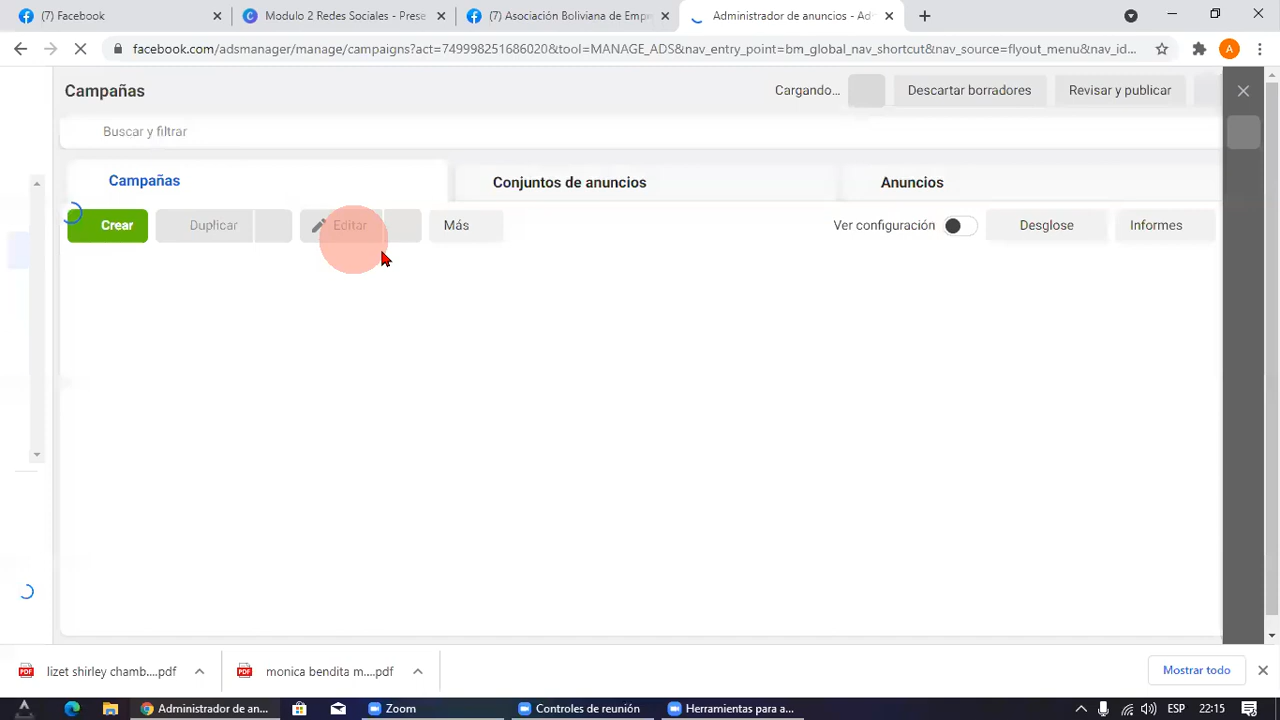 (7) Facebook
Modulo 2 Redes Sociales - Prese
(7) Asociación Boliviana de Empr
Administrador de anuncios - Adm
facebook.com/adsmanager/manage/campaigns?act=749998251686020&tool=MANAGE_ADS&nav_entry_point=bm_global_nav_shortcut&nav_source=flyout_menu&nav_id...
A
Campañas
Cargando...
Descartar borradores
Revisar y publicar
Buscar y filtrar
Campañas
Conjuntos de anuncios
Anuncios
Crear
Duplicar
Editar
Más
Ver configuración
Desglose
Informes
lizet shirley chamb....pdf
monica bendita m....pdf
Mostrar todo
Administrador de an...
Zoom
Controles de reunión
Herramientas para a...
ESP
22:15